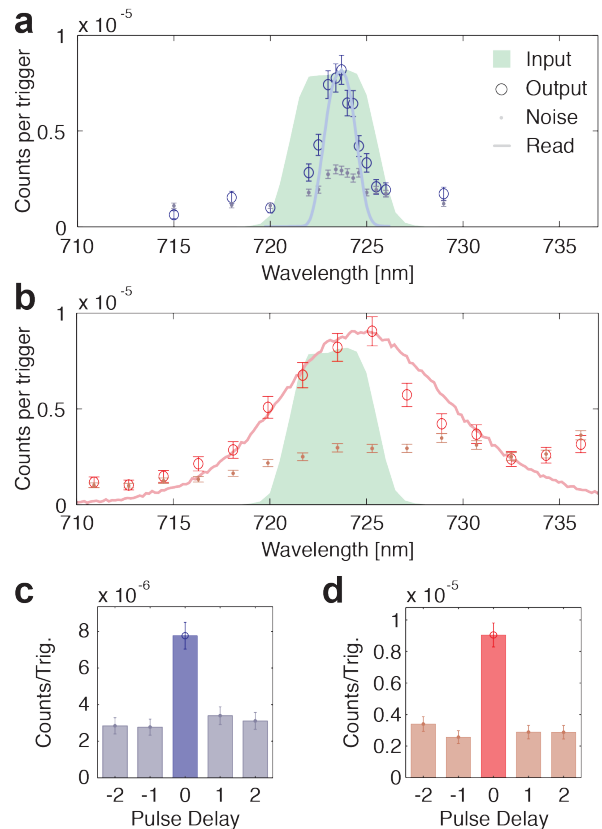 a
x 10^-5
1
0.5
0
Counts per trigger
Input
Output
Noise
Read
710 715 720 725 730 735
Wavelength [nm]
b
x 10^-5
1
0.5
0
Counts per trigger
710 715 720 725 730 735
Wavelength [nm]
c
x 10^-6
8
6
4
2
0
Counts/Trig.
-2 -1 0 1 2
Pulse Delay
d
x 10^-5
1
0.8
0.6
0.4
0.2
0
Counts/Trig.
-2 -1 0 1 2
Pulse Delay